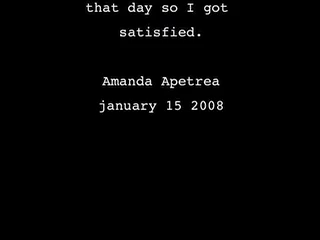 that day so I got
satisfied.
Amanda Apetrea
january 15 2008